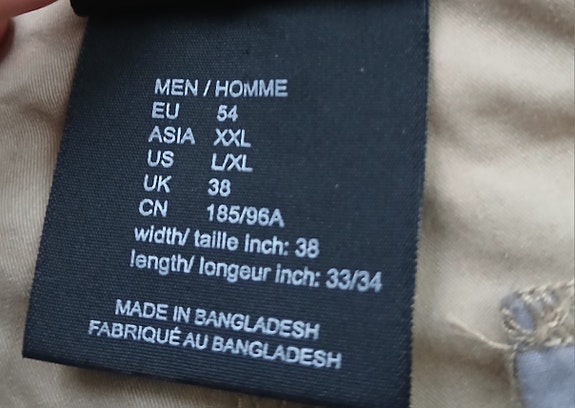 MEN / HOMME
EU 54
ASIA XXL
US L/XL
UK 38
CN 185/96A
width/ taille inch: 38
length/ longeur inch: 33/34
MADE IN BANGLADESH
FABRIQUÉ AU BANGLADESH